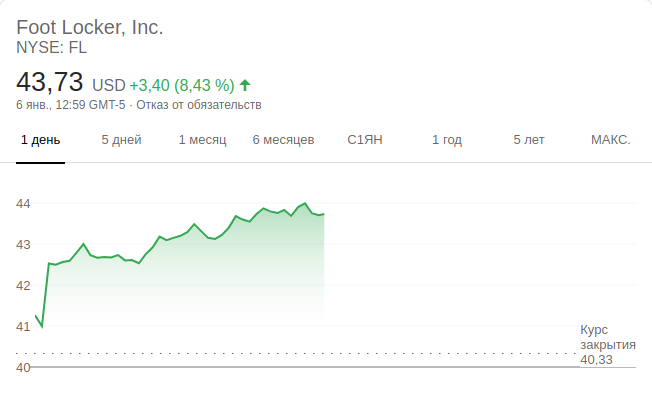 Foot Locker, Inc.
NYSE: FL
43,73 USD +3,40 (8,43 %)
6 янв., 12:59 GMT-5 · Отказ от обязательств
1 день 5 дней 1 месяц 6 месяцев С1ЯН 1 год 5 лет МАКС.
44
43
42
41
Курс
закрытия
40,33
40